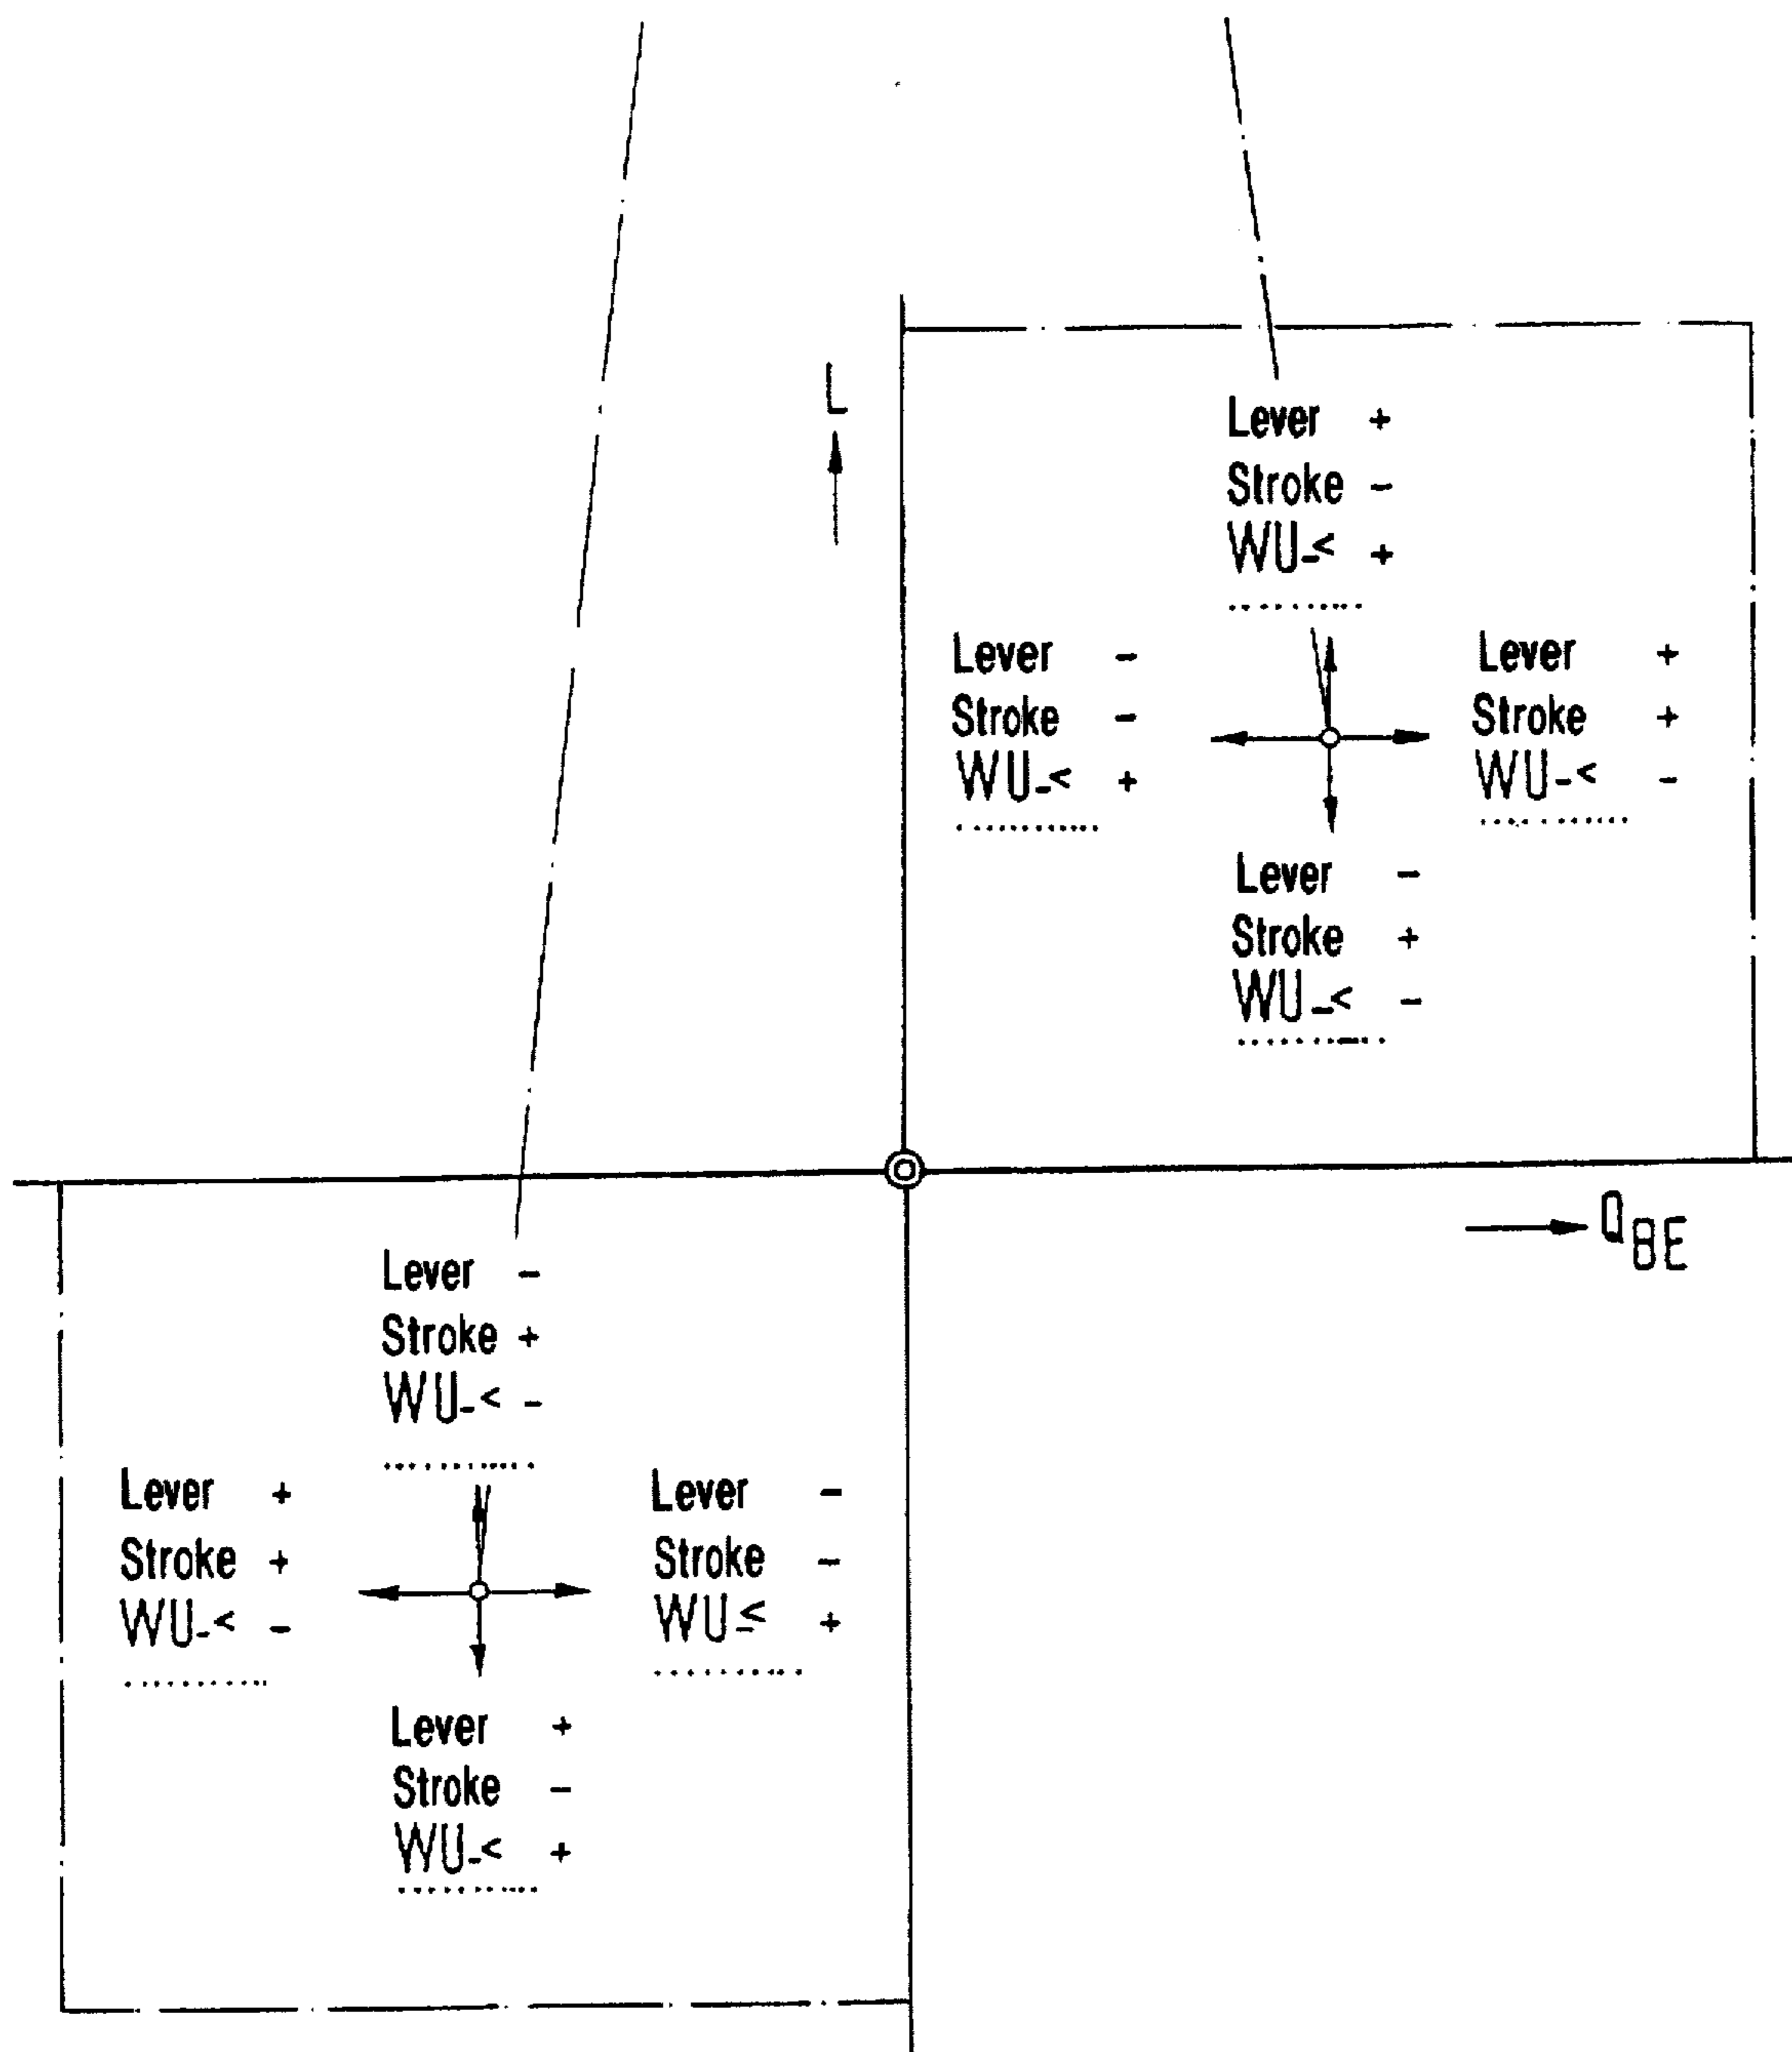 L
Lever +
Stroke -
WU-< +
Lever -
Stroke -
WU-< +
Lever +
Stroke +
WU-< -
Lever -
Stroke +
WU-< -
QBE
Lever -
Stroke +
WU-< -
Lever +
Stroke +
WU-< -
Lever -
Stroke -
WU-< +
Lever +
Stroke -
WU-< +